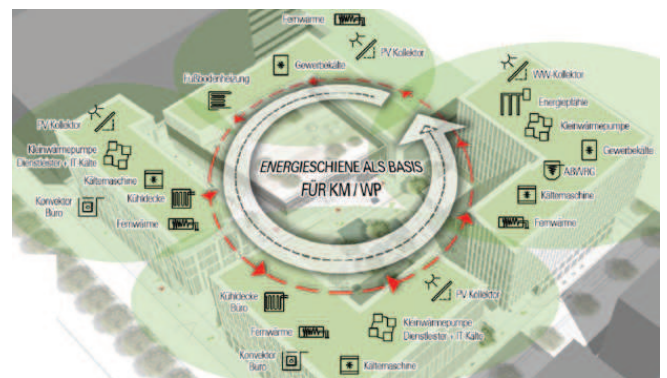 Fernwärme
PV Kollektor
Gewerbekälte
Fußbodenheizung
PV Kollektor
Kleinwärmepumpe
Dienstleister + IT Kälte
Kältemaschine
Kühldecke
Konvektor
Büro
Fernwärme
ENERGIESCHIENE ALS BASIS
FÜR KM / WP
WW-Kollektor
Energiepfähle
Kleinwärmepumpe
Gewerbekälte
ABWRG
Kältemaschine
Fernwärme
Kühldecke
Büro
PV Kollektor
Fernwärme
Kleinwärmepumpe
Dienstleister + IT Kälte
Konvektor
Büro
Kältemaschine